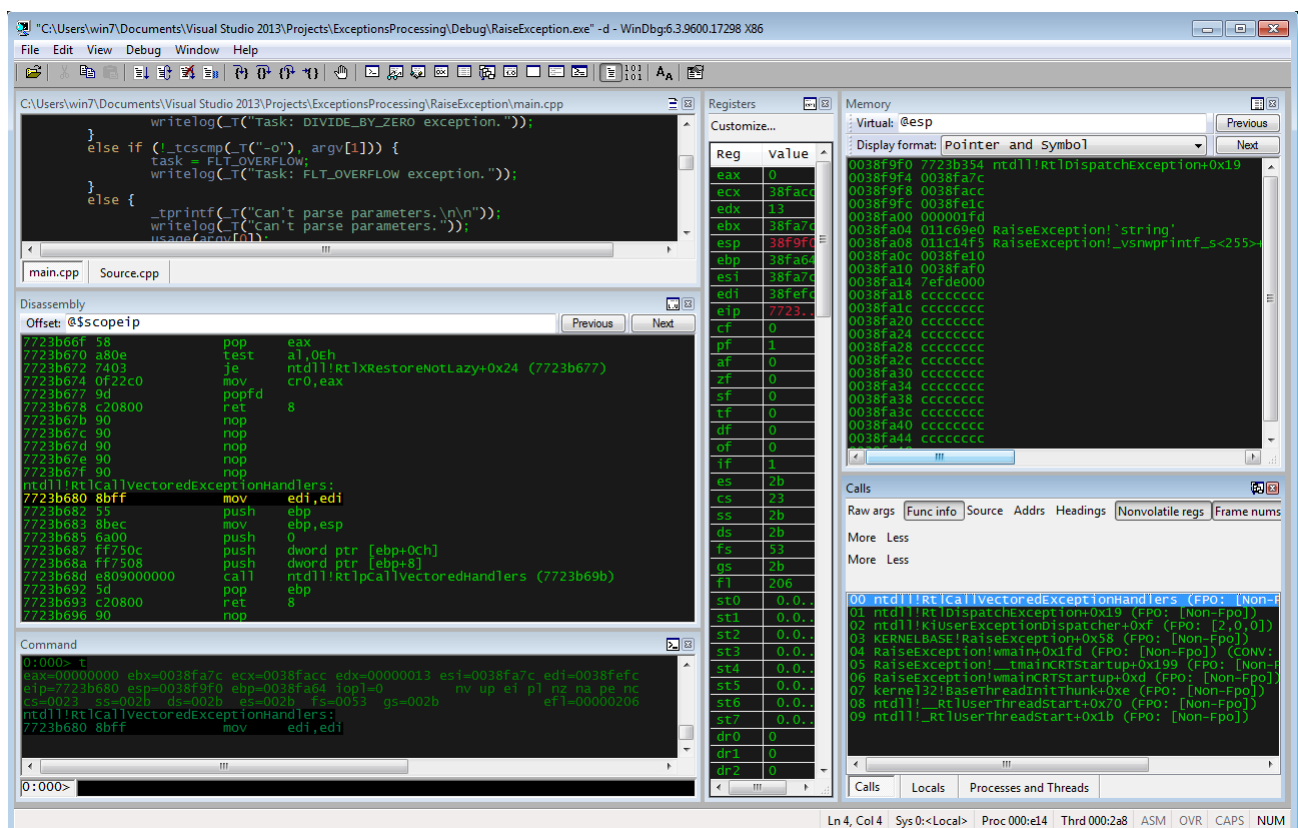 "C:\Users\win7\Documents\Visual Studio 2013\Projects\ExceptionsProcessing\Debug\RaiseException.exe" -d - WinDbg:6.3.9600.17298 X86
File Edit View Debug Window Help
C:\Users\win7\Documents\Visual Studio 2013\Projects\ExceptionsProcessing\RaiseException\main.cpp
writelog(_T("Task: DIVIDE_BY_ZERO exception."));
}
else if (!_tcscmp(_T("-o"), argv[1])) {
task = FLT_OVERFLOW;
writelog(_T("Task: FLT_OVERFLOW exception."));
}
else {
_tprintf(_T("Can't parse parameters.\n\n"));
writelog(_T("Can't parse parameters."));
usage(argv[0]);
main.cpp Source.cpp
Disassembly
Offset: @$scopeip Previous Next
7723b66f 58 pop eax
7723b670 a80e test al,0Eh
7723b672 7403 je ntdll!RtlXRestoreNotLazy+0x24 (7723b677)
7723b674 0f22c0 mov cr0,eax
7723b677 9d popfd
7723b678 c20800 ret 8
7723b67b 90 nop
7723b67c 90 nop
7723b67d 90 nop
7723b67e 90 nop
7723b67f 90 nop
ntdll!RtlCallVectoredExceptionHandlers:
7723b680 8bff mov edi,edi
7723b682 55 push ebp
7723b683 8bec mov ebp,esp
7723b685 6a00 push 0
7723b687 ff750c push dword ptr [ebp+0Ch]
7723b68a ff7508 push dword ptr [ebp+8]
7723b68d e809000000 call ntdll!RtlpCallVectoredHandlers (7723b69b)
7723b692 5d pop ebp
7723b693 c20800 ret 8
7723b696 90 nop
Command
0:000> t
eax=00000000 ebx=0038fa7c ecx=0038facc edx=00000013 esi=0038fa7c edi=0038fefc
eip=7723b680 esp=0038f9f0 ebp=0038fa64 iopl=0 nv up ei pl nz na pe nc
cs=0023 ss=002b ds=002b es=002b fs=0053 gs=002b efl=00000206
ntdll!RtlCallVectoredExceptionHandlers:
7723b680 8bff mov edi,edi
0:000>
Registers
Customize...
Reg Value
eax 0
ecx 38facc
edx 13
ebx 38fa7c
esp 38f9f0
ebp 38fa64
esi 38fa7c
edi 38fefc
eip 7723..
cf 0
pf 1
af 0
zf 0
sf 0
tf 0
df 0
of 0
if 1
es 2b
cs 23
ss 2b
ds 2b
fs 53
gs 2b
fl 206
st0 0.0..
st1 0.0..
st2 0.0..
st3 0.0..
st4 0.0..
st5 0.0..
st6 0.0..
st7 0.0..
dr0 0
dr1 0
dr2 0
Memory
Virtual: @esp Previous
Display format: Pointer and Symbol Next
0038f9f0 7723b354 ntdll!RtlDispatchException+0x19
0038f9f4 0038fa7c
0038f9f8 0038facc
0038f9fc 0038fe1c
0038fa00 000001fd
0038fa04 011c69e0 RaiseException!`string'
0038fa08 011c14f5 RaiseException!_vsnwprintf_s<255>+
0038fa0c 0038fe10
0038fa10 0038faf0
0038fa14 7efde000
0038fa18 cccccccc
0038fa1c cccccccc
0038fa20 cccccccc
0038fa24 cccccccc
0038fa28 cccccccc
0038fa2c cccccccc
0038fa30 cccccccc
0038fa34 cccccccc
0038fa38 cccccccc
0038fa3c cccccccc
0038fa40 cccccccc
0038fa44 cccccccc
Calls
Raw args Func info Source Addrs Headings Nonvolatile regs Frame nums
More Less
More Less
00 ntdll!RtlCallVectoredExceptionHandlers (FPO: [Non-F
01 ntdll!RtlDispatchException+0x19 (FPO: [Non-Fpo])
02 ntdll!KiUserExceptionDispatcher+0xf (FPO: [2,0,0])
03 KERNELBASE!RaiseException+0x58 (FPO: [Non-Fpo])
04 RaiseException!wmain+0x1fd (FPO: [Non-Fpo]) (CONV:
05 RaiseException!__tmainCRTStartup+0x199 (FPO: [Non-F
06 RaiseException!wmainCRTStartup+0xd (FPO: [Non-Fpo])
07 kernel32!BaseThreadInitThunk+0xe (FPO: [Non-Fpo])
08 ntdll!__RtlUserThreadStart+0x70 (FPO: [Non-Fpo])
09 ntdll!_RtlUserThreadStart+0x1b (FPO: [Non-Fpo])
Calls Locals Processes and Threads
Ln 4, Col 4 Sys 0:<Local> Proc 000:e14 Thrd 000:2a8 ASM OVR CAPS NUM